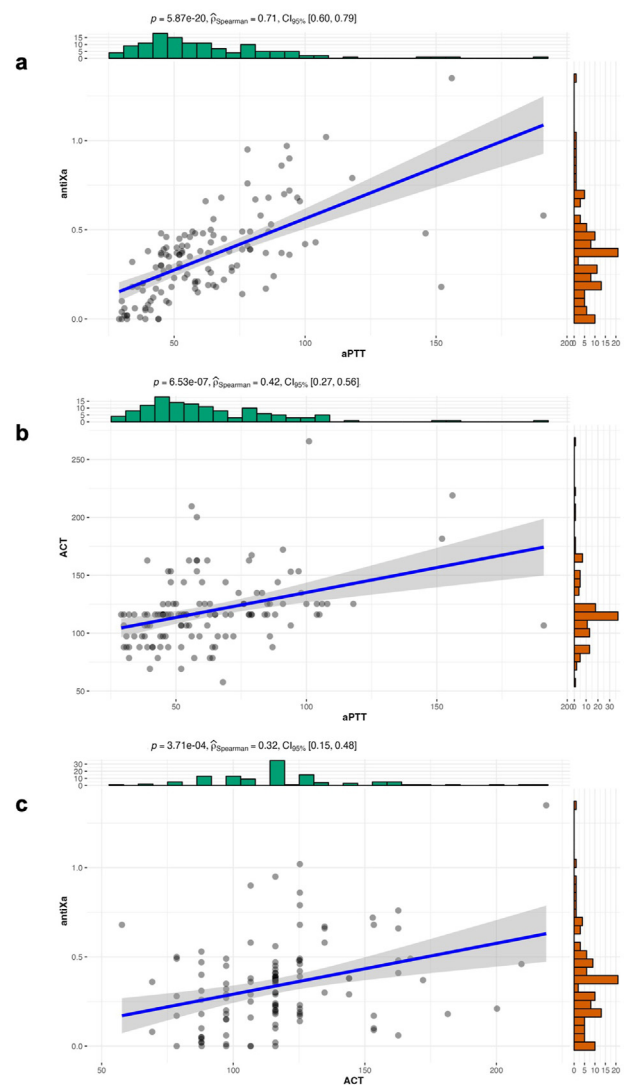 p = 5.87e-20, ρ̂Spearman = 0.71, CI95% [0.60, 0.79]
a
15
10
5
0
1.0
0.5
0.0
antiXa
50 100 150 200
aPTT
0 5 10 15 20
p = 6.53e-07, ρ̂Spearman = 0.42, CI95% [0.27, 0.56]
b
15
10
5
0
250
200
150
100
50
ACT
50 100 150 200
aPTT
0 10 20 30
p = 3.71e-04, ρ̂Spearman = 0.32, CI95% [0.15, 0.48]
c
30
20
10
0
1.0
0.5
0.0
antiXa
50 100 150 200
ACT
0 5 10 15 20